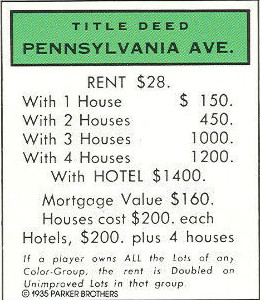 TITLE DEED
PENNSYLVANIA AVE.
RENT $28.
With 1 House $ 150.
With 2 Houses 450.
With 3 Houses 1000.
With 4 Houses 1200.
With HOTEL $1400.
Mortgage Value $160.
Houses cost $200. each
Hotels, $200. plus 4 houses
If a player owns ALL the Lots of any
Color-Group, the rent is Doubled on
Unimproved Lots in that group.
© 1935 PARKER BROTHERS